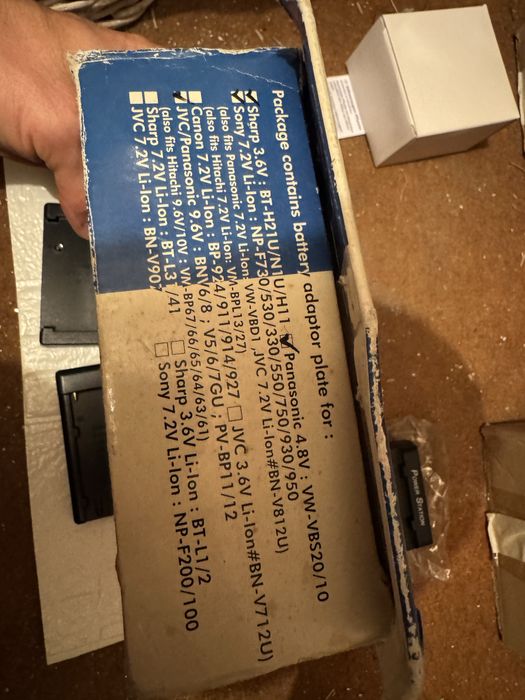 Package contains battery adaptor plate for :
☑ Sharp 3.6V : BT-H21U/N1U/H11 ☑ Panasonic 4.8V : VW-VBS20/10
☑ Sony 7.2V Li-Ion : NP-F730/530/330/550/750/930/950
(also fits Panasonic 7.2V Li-Ion: VW-VBD1 ,JVC 7.2V Li-Ion#BN-V812U)
(also fits Hitachi 7.2V Li-Ion: VM-BPL13/27)
☐ Canon 7.2V Li-Ion : BP-924/911/914/927 ☐ JVC 3.6V Li-Ion#BN-V712U)
☑ JVC/Panasonic 9.6V : BNV6/8 ; V5/6/7GU ; PV-BP11/12
(also fits Hitachi 9.6V/10V : VM-BP67/66/65/64/63/61)
☐ Sharp 7.2V Li-Ion : BT-L31/41 ☐ Sharp 3.6V Li-Ion : BT-L1/2
☐ JVC 7.2V Li-Ion : ☐ Sony 7.2V Li-Ion : NP-F200/100
POWER STATION